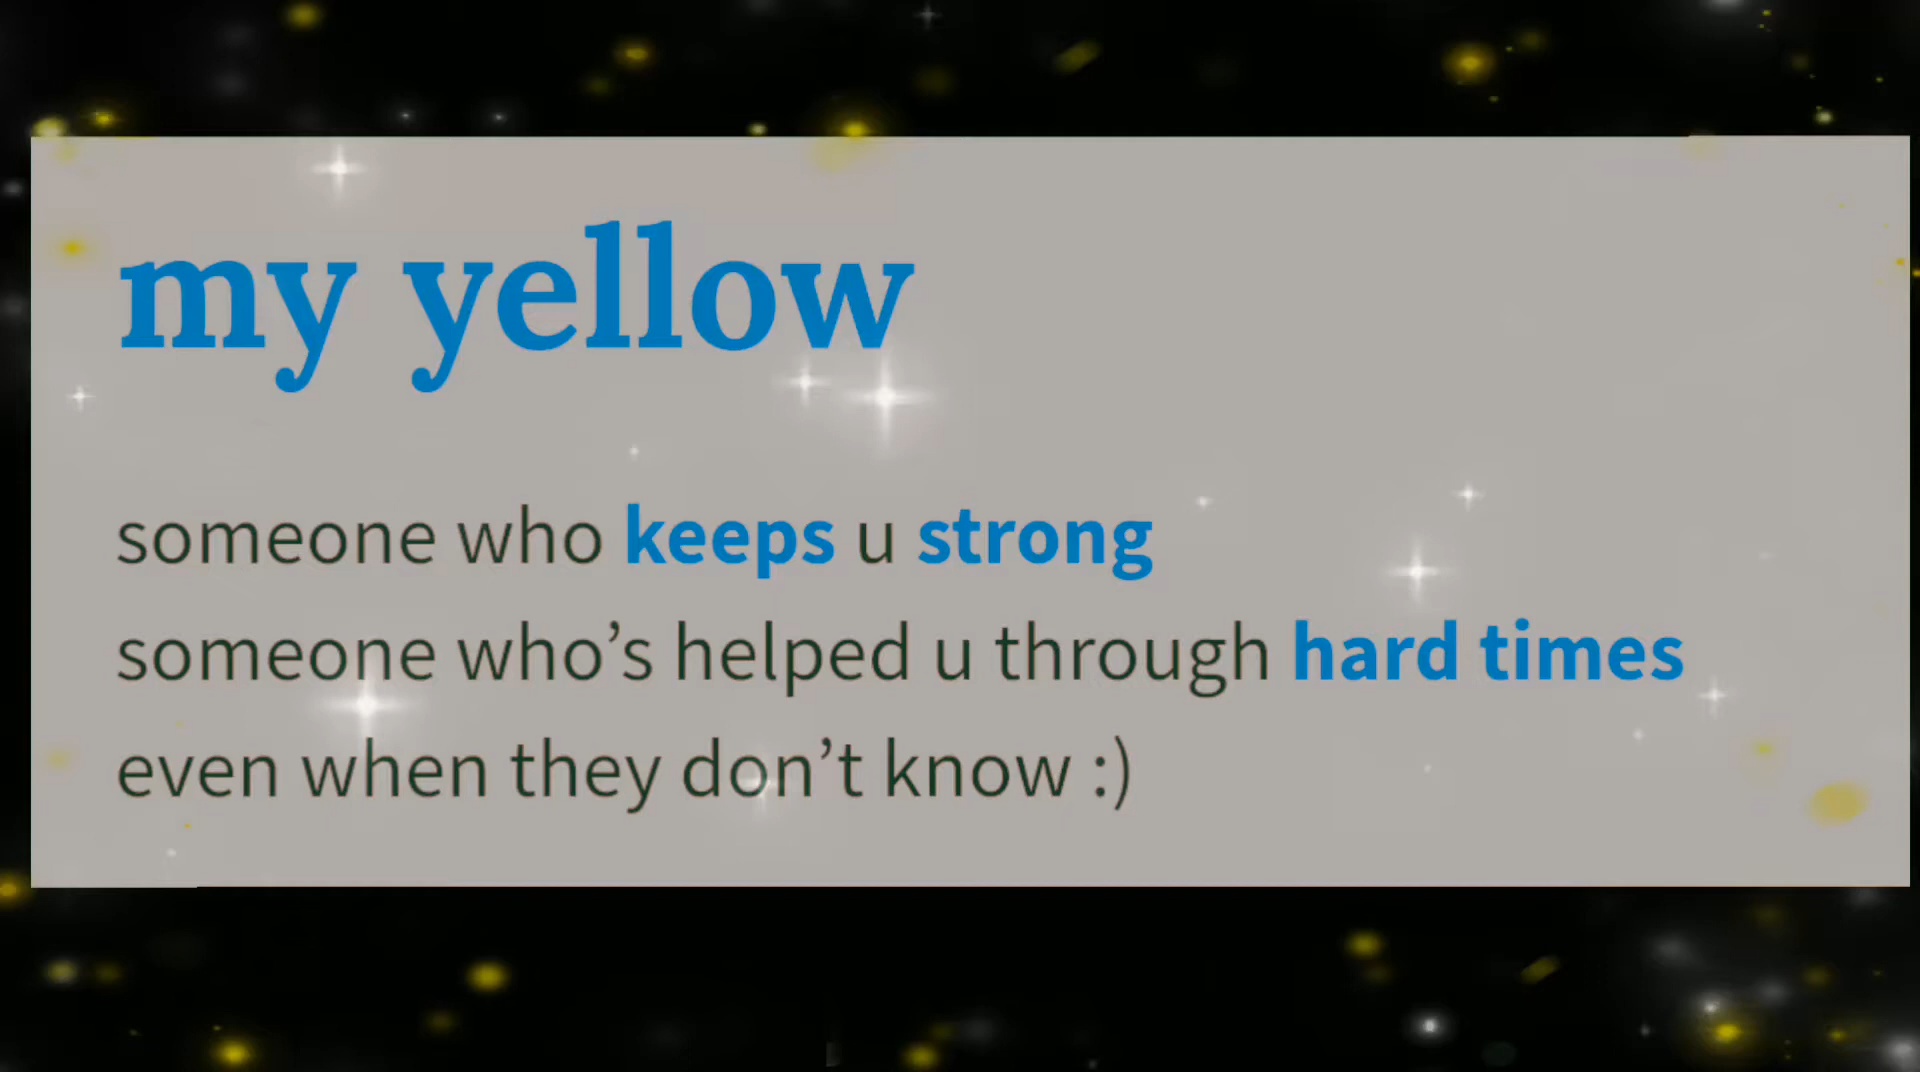 my yellow
someone who keeps u strong
someone who’s helped u through hard times
even when they don’t know :)